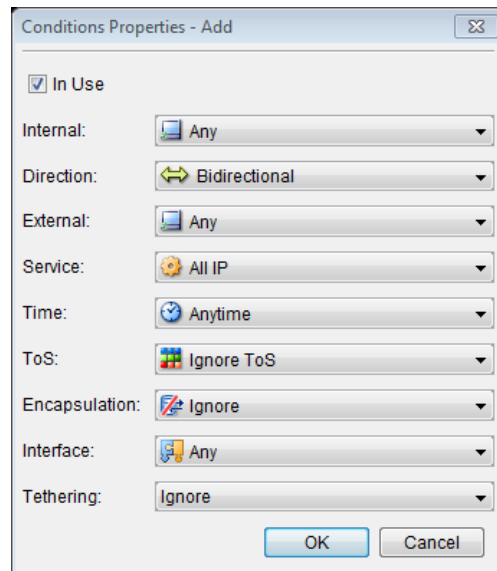 Conditions Properties - Add
In Use
Internal: Any
Direction: Bidirectional
External: Any
Service: All IP
Time: Anytime
ToS: Ignore ToS
Encapsulation: Ignore
Interface: Any
Tethering: Ignore
OK Cancel